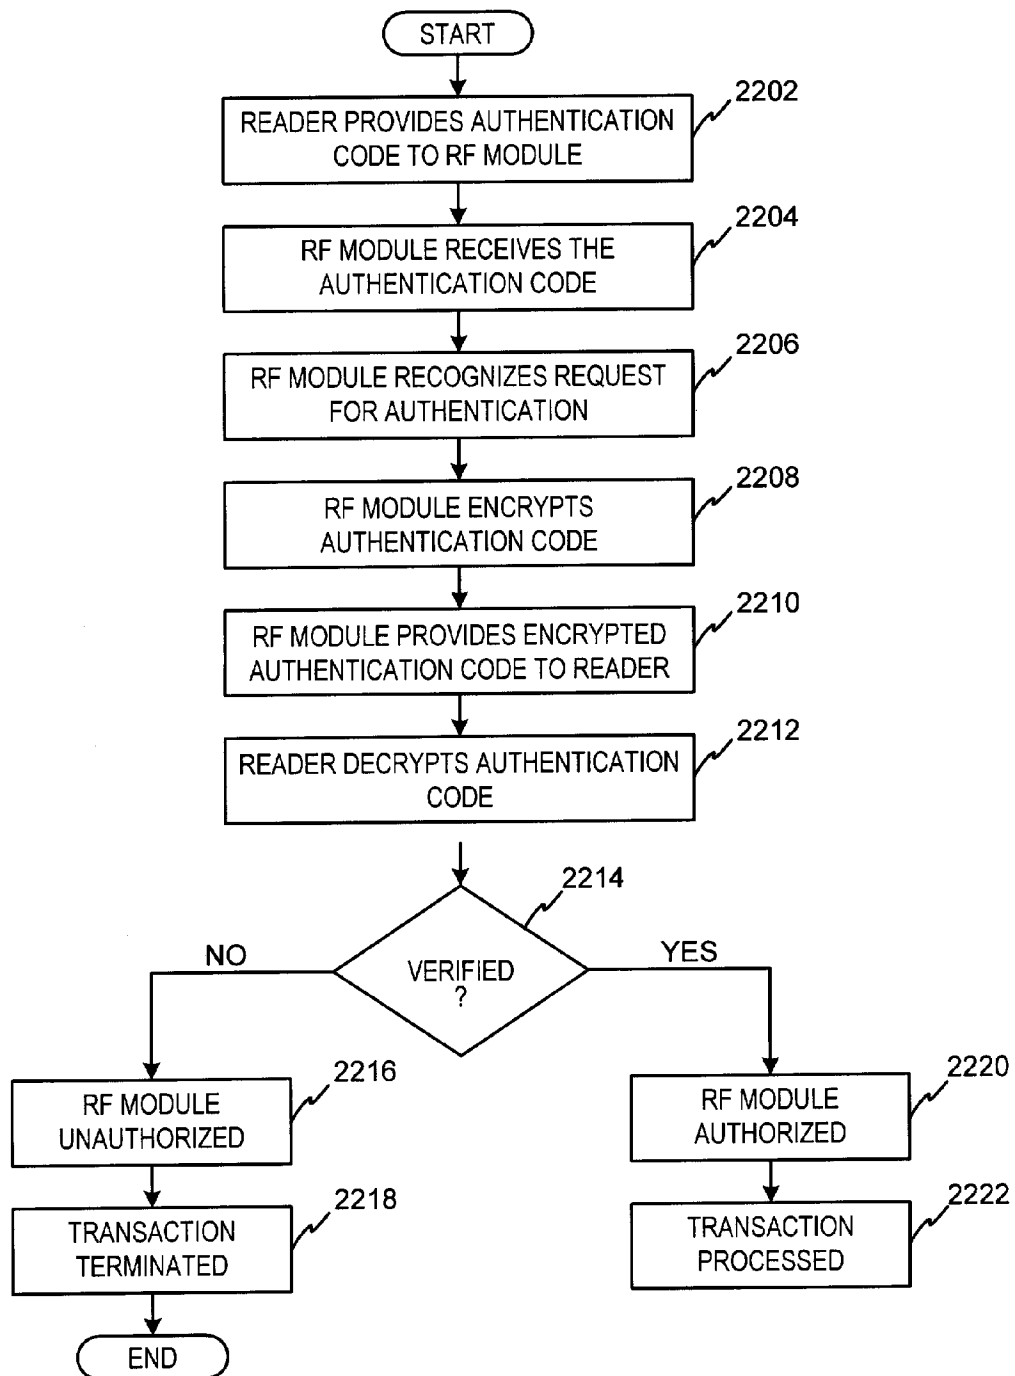 START
2202
READER PROVIDES AUTHENTICATION
CODE TO RF MODULE
2204
RF MODULE RECEIVES THE
AUTHENTICATION CODE
2206
RF MODULE RECOGNIZES REQUEST
FOR AUTHENTICATION
2208
RF MODULE ENCRYPTS
AUTHENTICATION CODE
2210
RF MODULE PROVIDES ENCRYPTED
AUTHENTICATION CODE TO READER
2212
READER DECRYPTS AUTHENTICATION
CODE
2214
VERIFIED
?
NO
YES
2216
RF MODULE
UNAUTHORIZED
2218
TRANSACTION
TERMINATED
END
2220
RF MODULE
AUTHORIZED
2222
TRANSACTION
PROCESSED